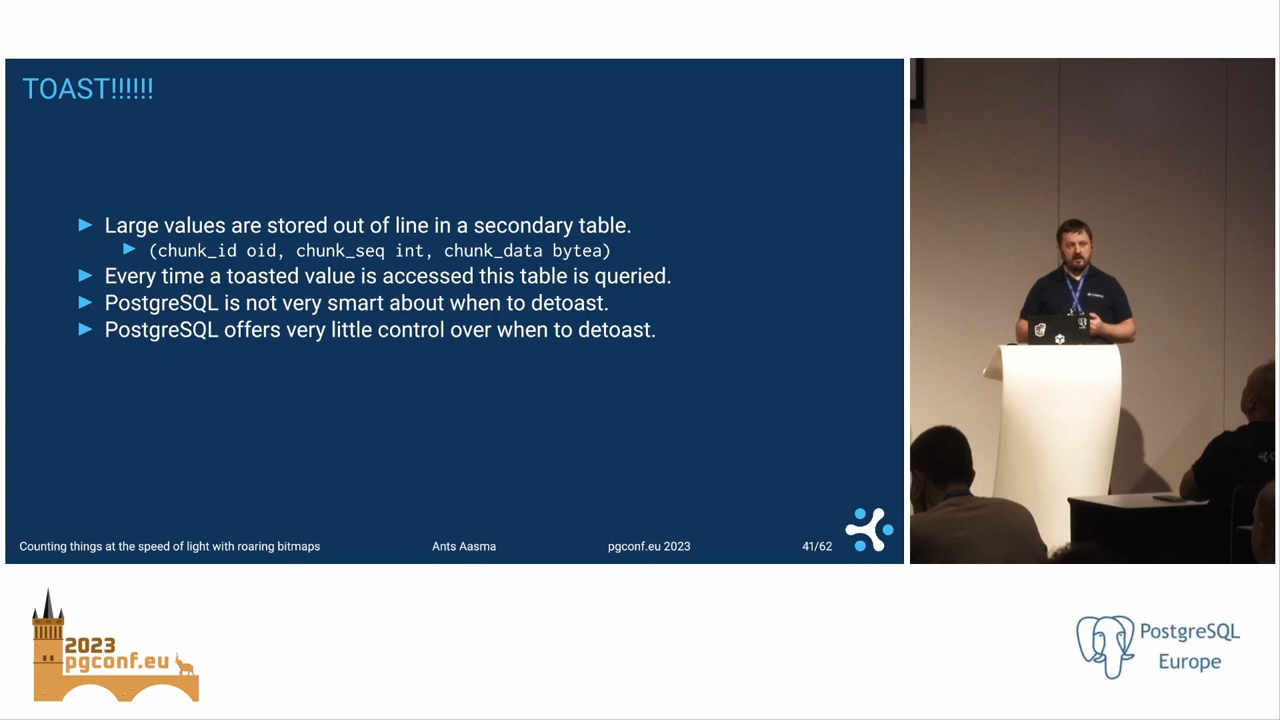 TOAST!!!!!!
Large values are stored out of line in a secondary table.
(chunk_id oid, chunk_seq int, chunk_data bytea)
Every time a toasted value is accessed this table is queried.
PostgreSQL is not very smart about when to detoast.
PostgreSQL offers very little control over when to detoast.
Counting things at the speed of light with roaring bitmaps
Ants Aasma
pgconf.eu 2023
41/62
2023
pgconf.eu
PostgreSQL
Europe